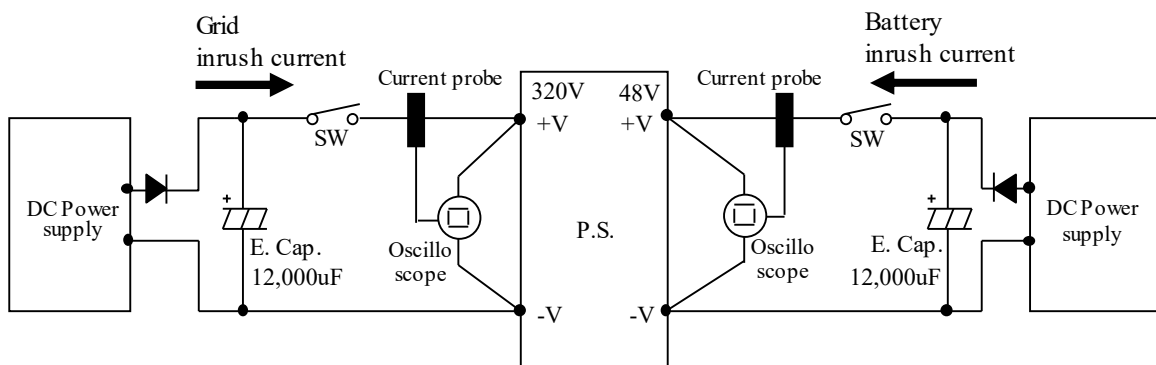 Grid
inrush current
Battery
inrush current
Current probe
320V
48V
Current probe
+V
+V
SW
SW
+
+
DC Power
supply
E. Cap.
12,000uF
Oscillo
scope
P.S.
Oscillo
scope
E. Cap.
12,000uF
DC Power
supply
-V
-V